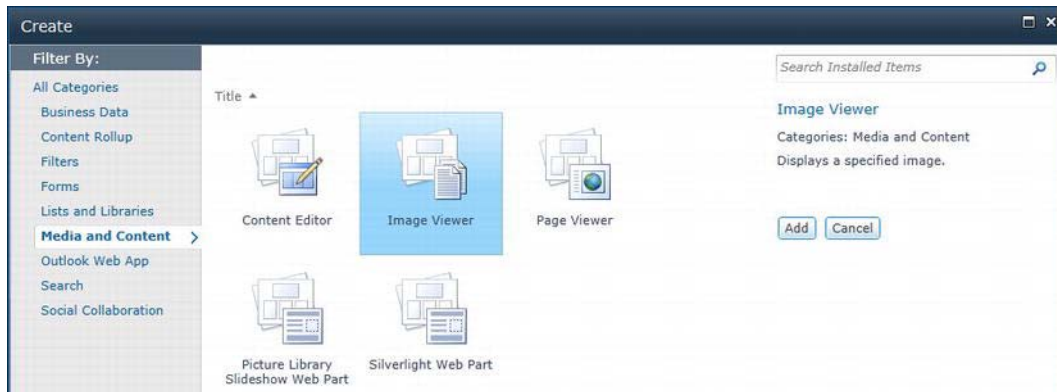 Create
Filter By:
All Categories
Business Data
Content Rollup
Filters
Forms
Lists and Libraries
Media and Content
Outlook Web App
Search
Social Collaboration
Title
Content Editor
Image Viewer
Page Viewer
Picture Library
Slideshow Web Part
Silverlight Web Part
Search Installed Items
Image Viewer
Categories: Media and Content
Displays a specified image.
Add
Cancel